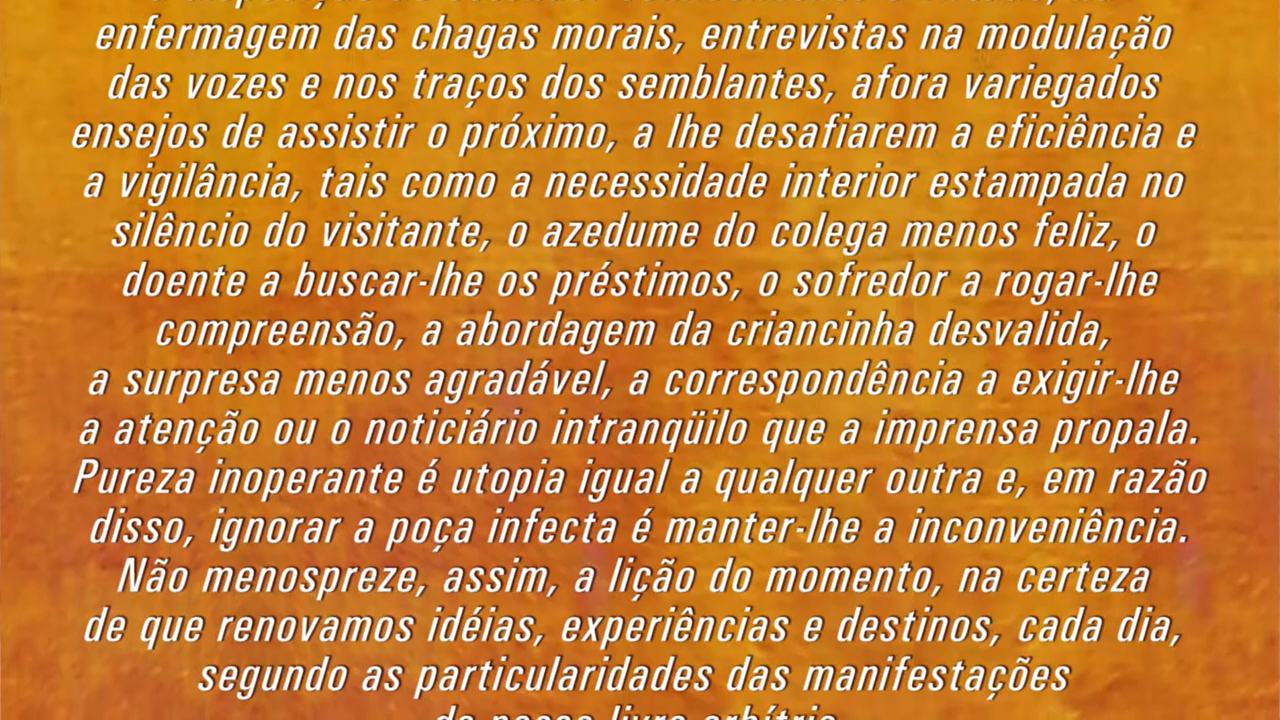 enfermagem das chagas morais, entrevistas na modulação
das vozes e nos traços dos semblantes, afora variegados
ensejos de assistir o próximo, a lhe desafiarem a eficiência e
a vigilância, tais como a necessidade interior estampada no
silêncio do visitante, o azedume do colega menos feliz, o
doente a buscar-lhe os préstimos, o sofredor a rogar-lhe
compreensão, a abordagem da criancinha desvalida,
a surpresa menos agradável, a correspondência a exigir-lhe
a atenção ou o noticiário intranqüilo que a imprensa propala.
Pureza inoperante é utopia igual a qualquer outra e, em razão
disso, ignorar a poça infecta é manter-lhe a inconveniência.
Não menospreze, assim, a lição do momento, na certeza
de que renovamos idéias, experiências e destinos, cada dia,
segundo as particularidades das manifestações
de nosso livre arbítrio